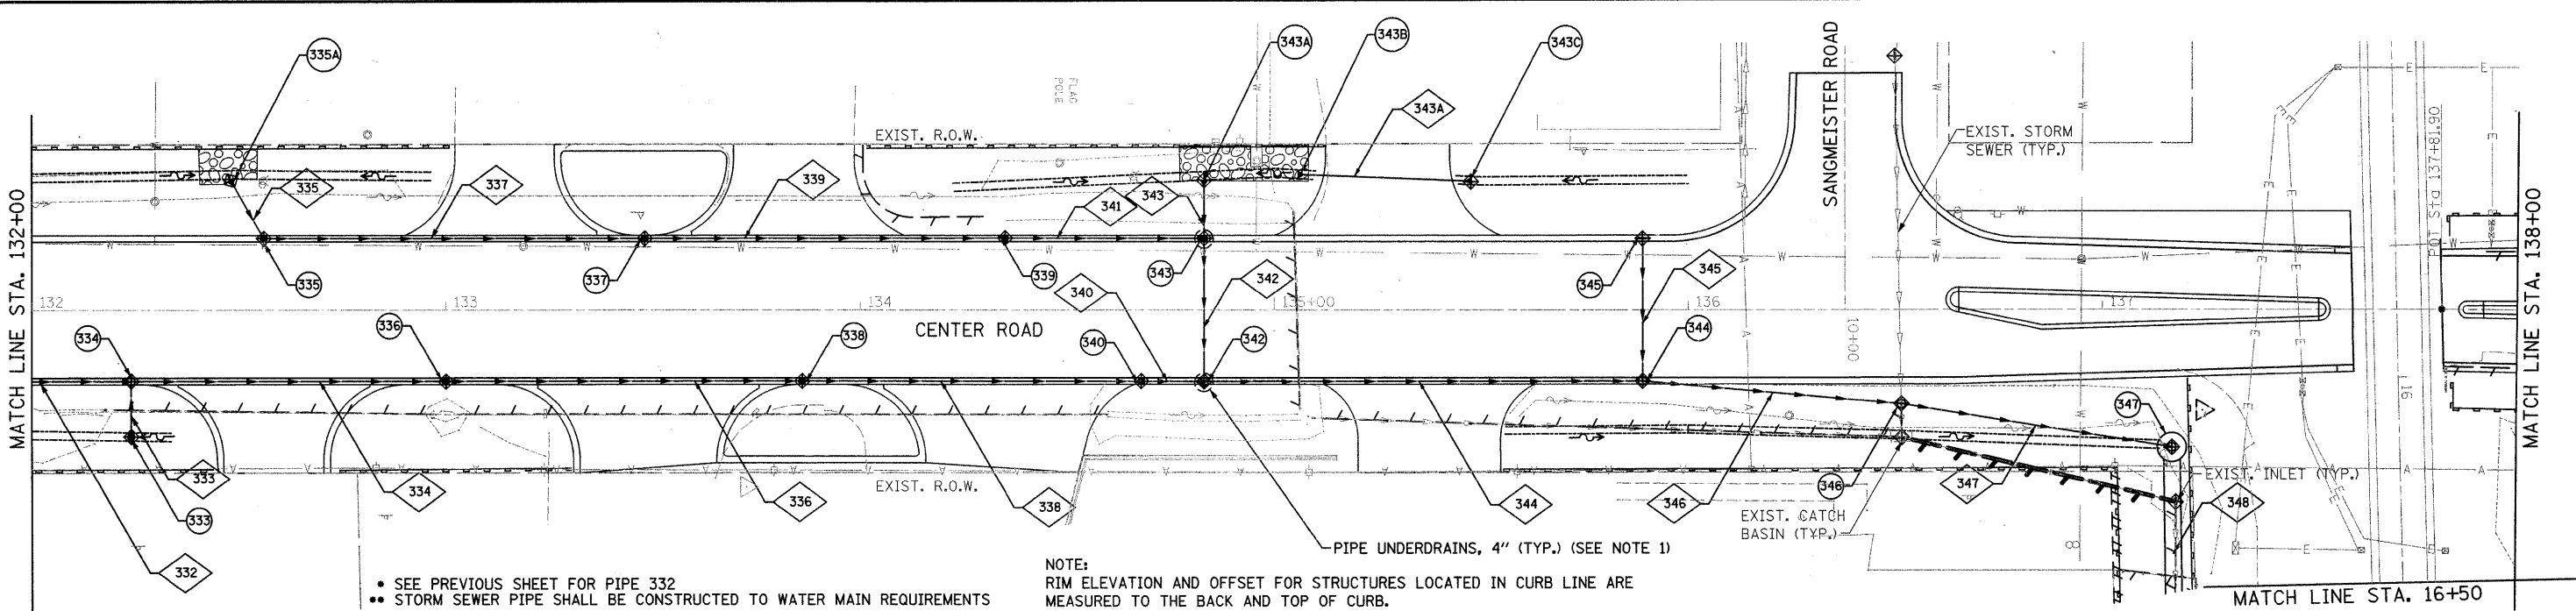 335A
343A
343B
343C
343A
SANGMEISTER ROAD
FLAG
POLE
EXIST. R.O.W.
EXIST. STORM
SEWER (TYP.)
POT Sta 137+81.90
335
337
339
341
343
MATCH LINE STA. 132+00
MATCH LINE STA. 138+00
335
337
339
343
342
345
345
340
132
133
134
135+00
136
137
10+00
16
CENTER ROAD
334
336
338
340
342
344
347
333
334
336
338
344
346
346
347
348
333
332
EXIST. R.O.W.
EXIST. INLET (TYP.)
EXIST. CATCH
BASIN (TYP.)
PIPE UNDERDRAINS, 4" (TYP.) (SEE NOTE 1)
• SEE PREVIOUS SHEET FOR PIPE 332
•• STORM SEWER PIPE SHALL BE CONSTRUCTED TO WATER MAIN REQUIREMENTS
NOTE:
RIM ELEVATION AND OFFSET FOR STRUCTURES LOCATED IN CURB LINE ARE
MEASURED TO THE BACK AND TOP OF CURB.
MATCH LINE STA. 16+50